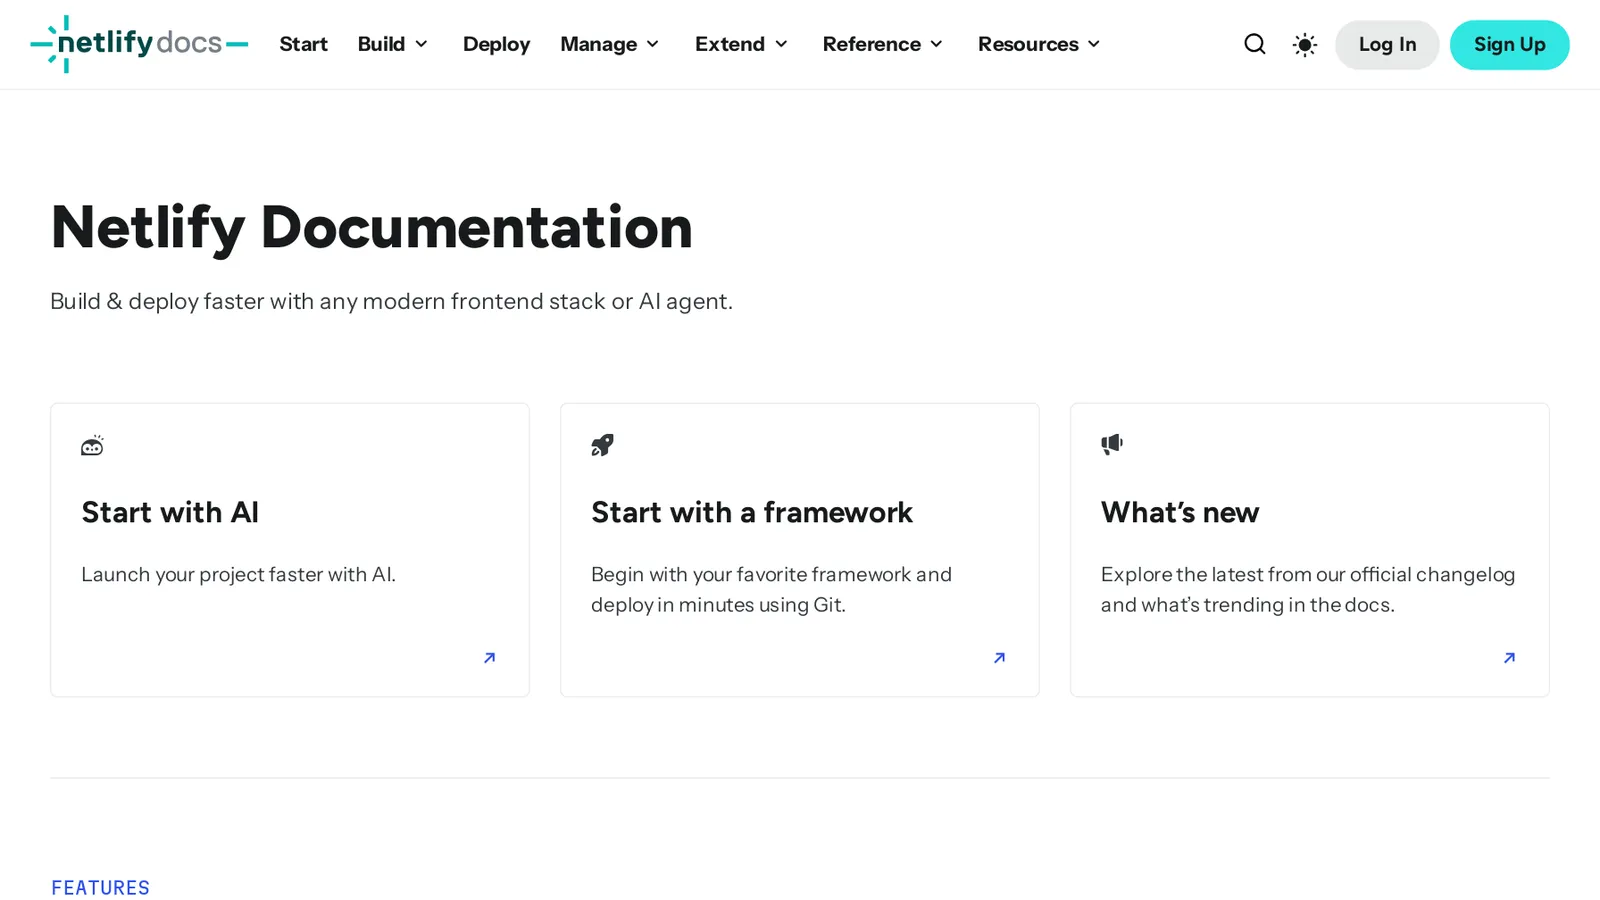 netlify docs
Start Build Deploy Manage Extend Reference Resources Log In Sign Up
Netlify Documentation
Build & deploy faster with any modern frontend stack or AI agent.
Start with AI
Launch your project faster with AI.
Start with a framework
Begin with your favorite framework and
deploy in minutes using Git.
What’s new
Explore the latest from our official changelog
and what’s trending in the docs.
FEATURES